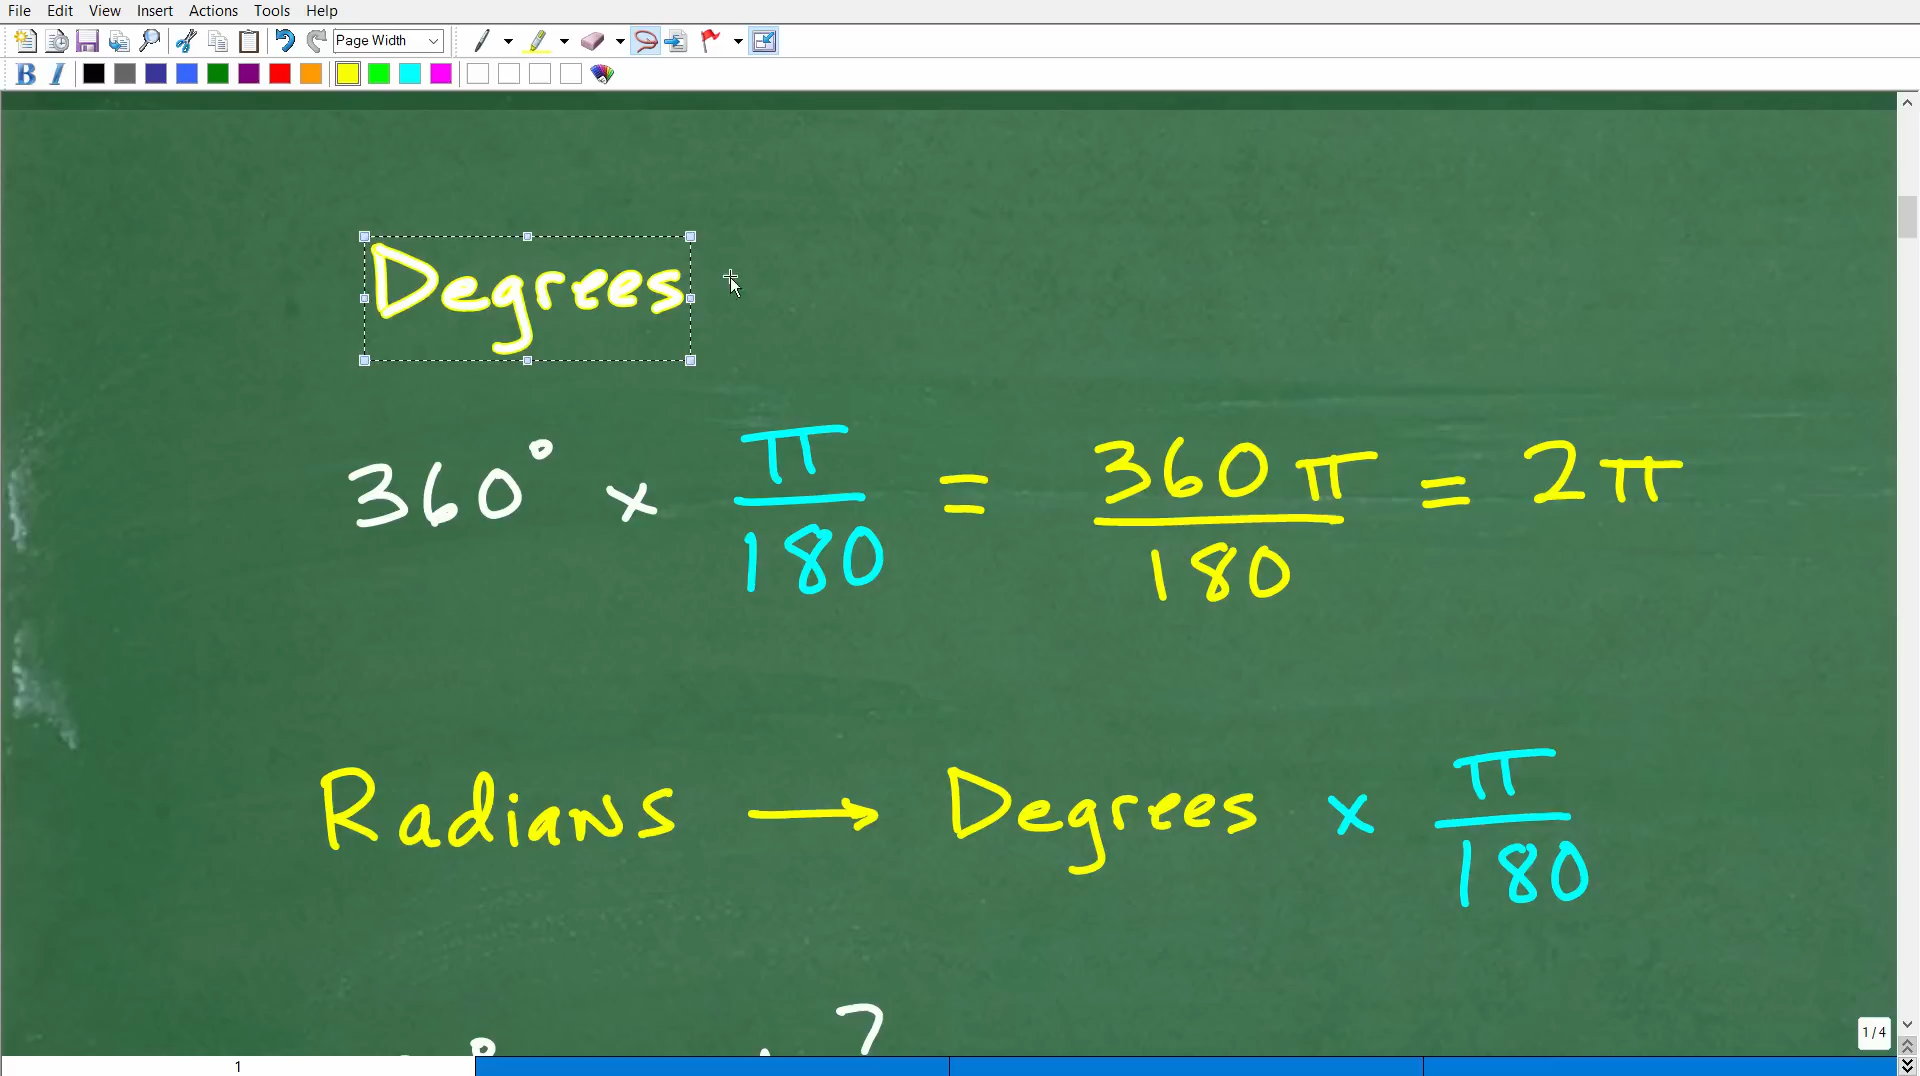 File Edit View Insert Actions Tools Help
Page Width
B I
Degrees
360° × π/180 = 360π/180 = 2π
Radians → Degrees × π/180
?
1 / 4
1